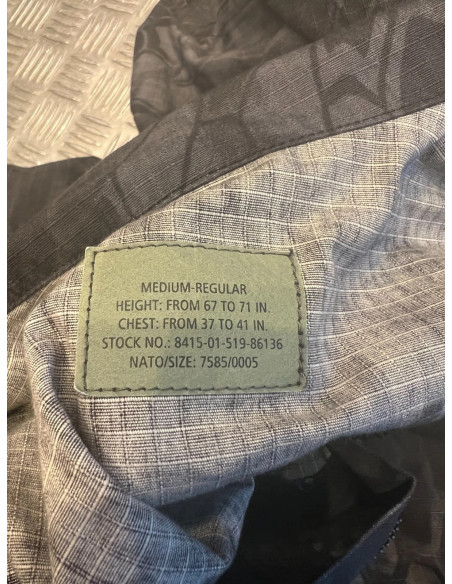 MEDIUM-REGULAR
HEIGHT: FROM 67 TO 71 IN.
CHEST: FROM 37 TO 41 IN.
STOCK NO.: 8415-01-519-86136
NATO/SIZE: 7585/0005